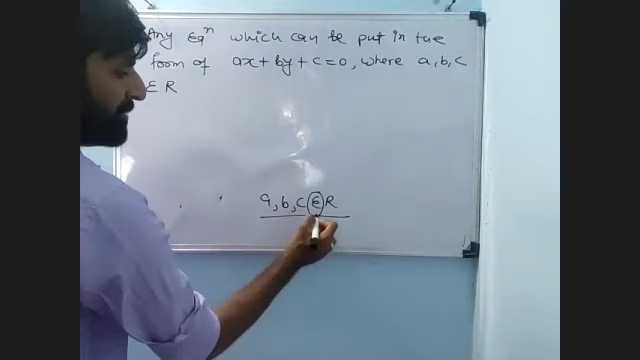 Any Eqⁿ which can be put in the
form of ax + by + c = 0, where a, b, c
∈ R
a, b, c ∈ R